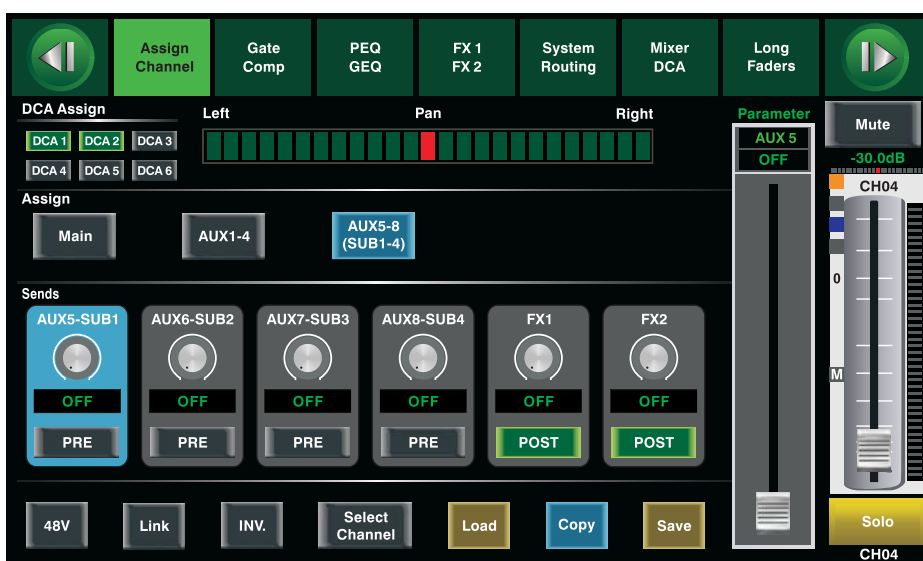 Assign Channel
Gate Comp
PEQ GEQ
FX 1 FX 2
System Routing
Mixer DCA
Long Faders
DCA Assign
DCA 1 DCA 2 DCA 3
DCA 4 DCA 5 DCA 6
Left Pan Right
Parameter
AUX 5
OFF
Mute
-30.0dB
CH04
Assign
Main
AUX1-4
AUX5-8
(SUB1-4)
0
M
Sends
AUX5-SUB1 AUX6-SUB2 AUX7-SUB3 AUX8-SUB4 FX1 FX2
OFF OFF OFF OFF OFF OFF
PRE PRE PRE PRE POST POST
48V
Link
INV.
Select
Channel
Load
Copy
Save
Solo
CH04